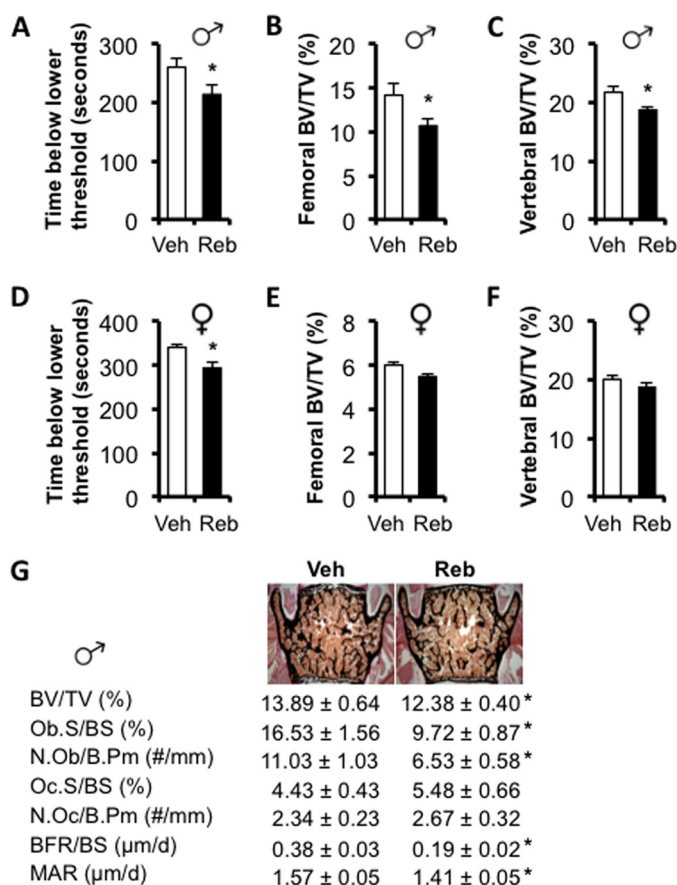 A
♂
Time below lower
threshold (seconds)
300
200
100
0
*
Veh Reb
B
♂
Femoral BV/TV (%)
20
15
10
5
0
*
Veh Reb
C
♂
Vertebral BV/TV (%)
30
20
10
0
*
Veh Reb
D
♀
Time below lower
threshold (seconds)
400
300
200
100
0
*
Veh Reb
E
♀
Femoral BV/TV (%)
8
6
4
2
0
Veh Reb
F
♀
Vertebral BV/TV (%)
30
20
10
0
Veh Reb
G
Veh Reb
♂
BV/TV (%) 13.89 ± 0.64 12.38 ± 0.40 *
Ob.S/BS (%) 16.53 ± 1.56 9.72 ± 0.87 *
N.Ob/B.Pm (#/mm) 11.03 ± 1.03 6.53 ± 0.58 *
Oc.S/BS (%) 4.43 ± 0.43 5.48 ± 0.66
N.Oc/B.Pm (#/mm) 2.34 ± 0.23 2.67 ± 0.32
BFR/BS (µm/d) 0.38 ± 0.03 0.19 ± 0.02 *
MAR (µm/d) 1.57 ± 0.05 1.41 ± 0.05 *